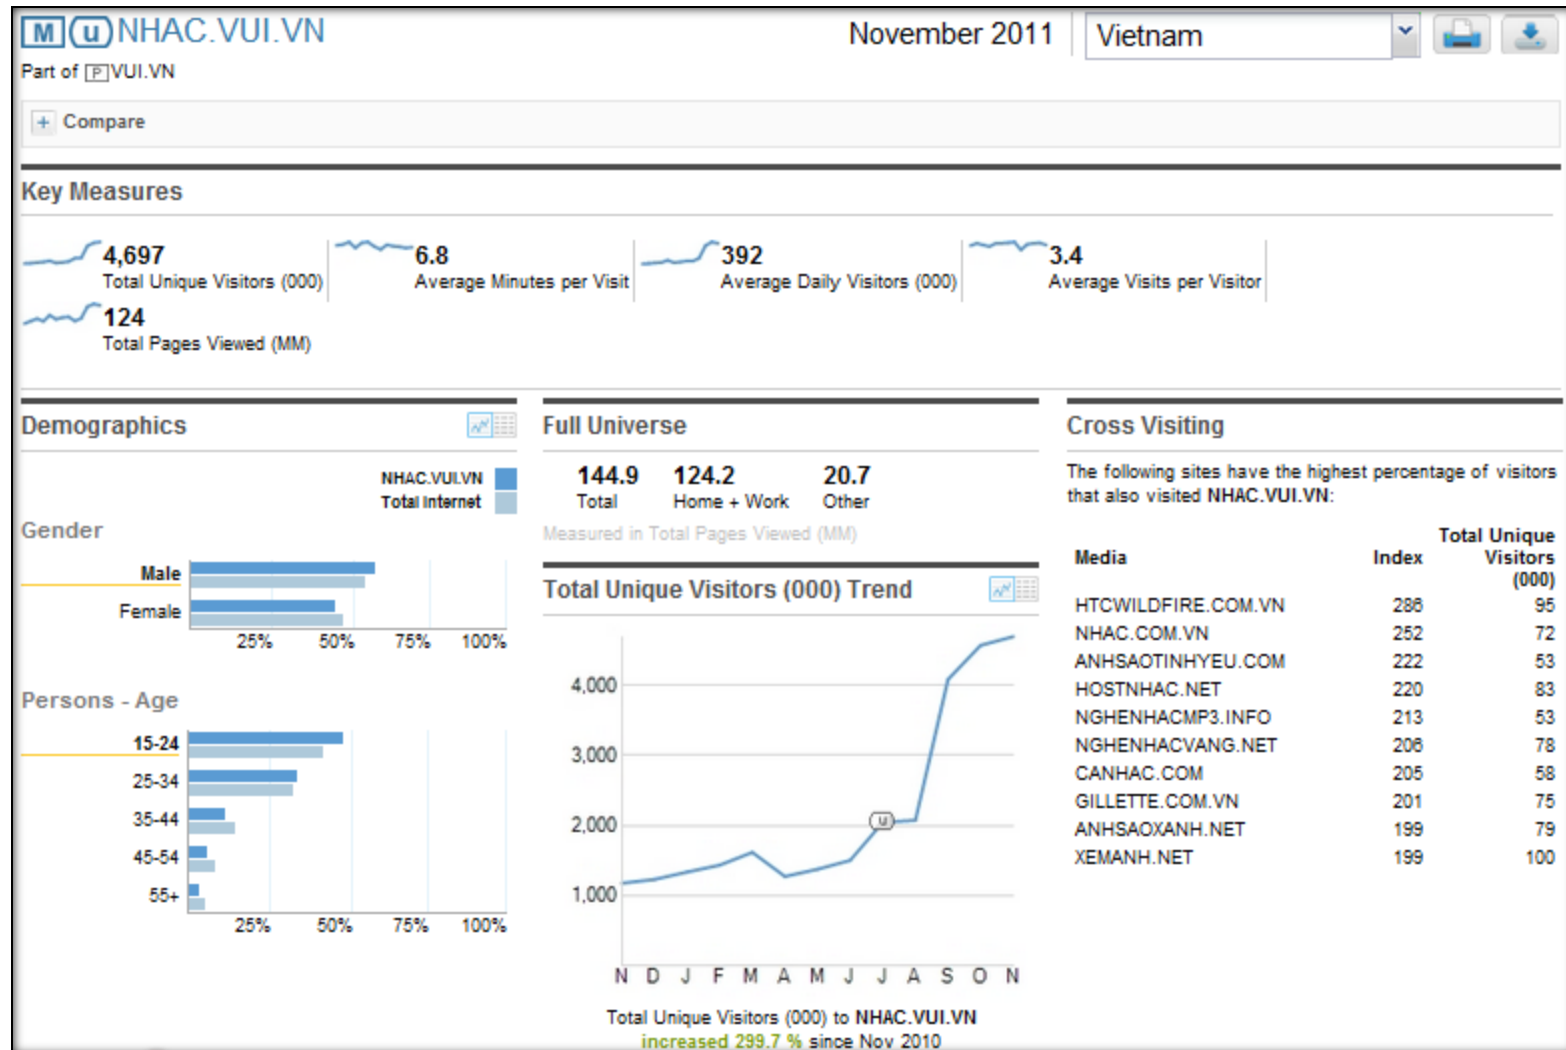 M u NHAC.VUI.VN
November 2011
Vietnam
Part of P VUI.VN
+ Compare
Key Measures
4,697
Total Unique Visitors (000)
6.8
Average Minutes per Visit
392
Average Daily Visitors (000)
3.4
Average Visits per Visitor
124
Total Pages Viewed (MM)
Demographics
NHAC.VUI.VN
Total Internet
Gender
Male
Female
25% 50% 75% 100%
Persons - Age
15-24
25-34
35-44
45-54
55+
25% 50% 75% 100%
Full Universe
144.9 124.2 20.7
Total Home + Work Other
Measured in Total Pages Viewed (MM)
Total Unique Visitors (000) Trend
4,000
3,000
2,000
u
1,000
N D J F M A M J J A S O N
Total Unique Visitors (000) to NHAC.VUI.VN
increased 299.7 % since Nov 2010
Cross Visiting
The following sites have the highest percentage of visitors
that also visited NHAC.VUI.VN:
Total Unique
Media Index Visitors
(000)
HTCWILDFIRE.COM.VN 286 95
NHAC.COM.VN 252 72
ANHSAOTINHYEU.COM 222 53
HOSTNHAC.NET 220 83
NGHENHACMP3.INFO 213 53
NGHENHACVANG.NET 206 78
CANHAC.COM 205 58
GILLETTE.COM.VN 201 75
ANHSAOXANH.NET 199 79
XEMANH.NET 199 100